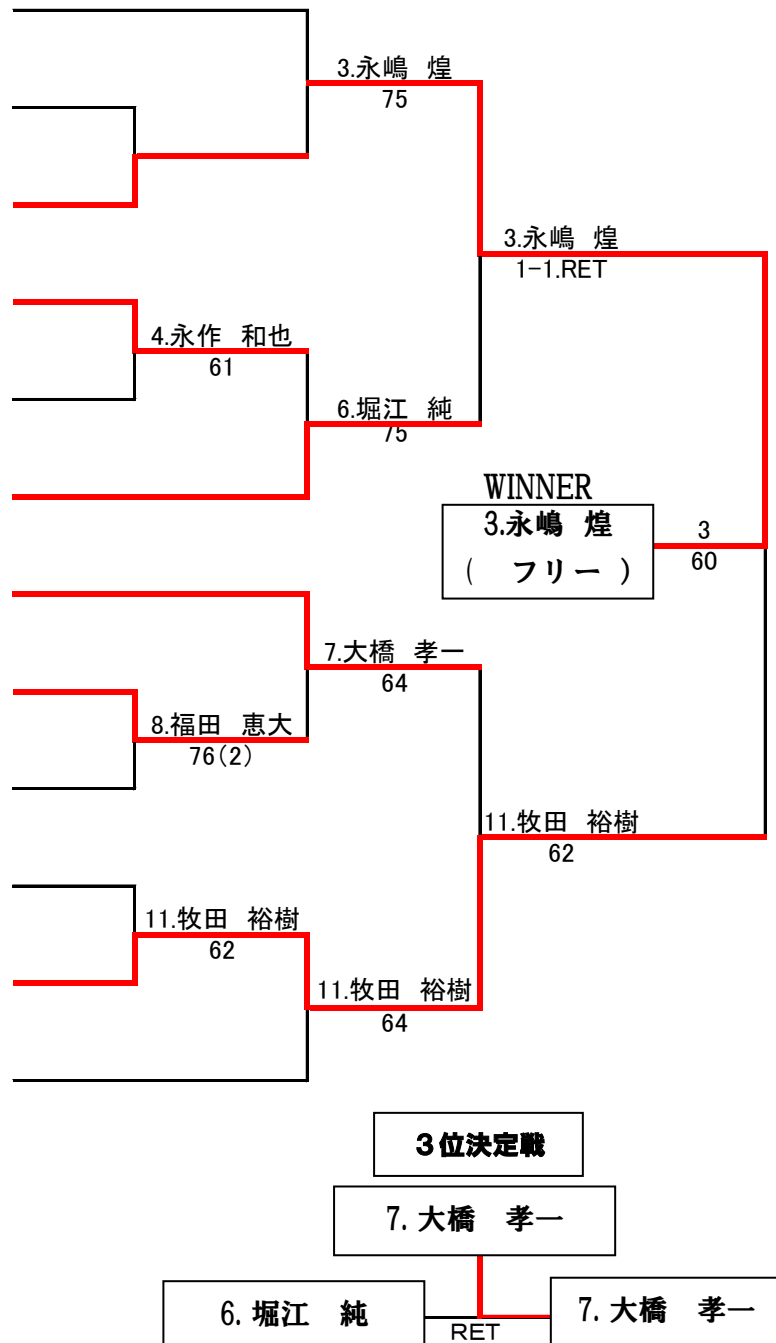 3.永嶋 煌
75
3.永嶋 煌
1-1.RET
4.永作 和也
61
6.堀江 純
75
WINNER
3.永嶋 煌
( フリー )
3
60
7.大橋 孝一
64
8.福田 恵大
76(2)
11.牧田 裕樹
62
11.牧田 裕樹
62
11.牧田 裕樹
64
3位決定戦
7.大橋 孝一
6.堀江 純
RET
7.大橋 孝一